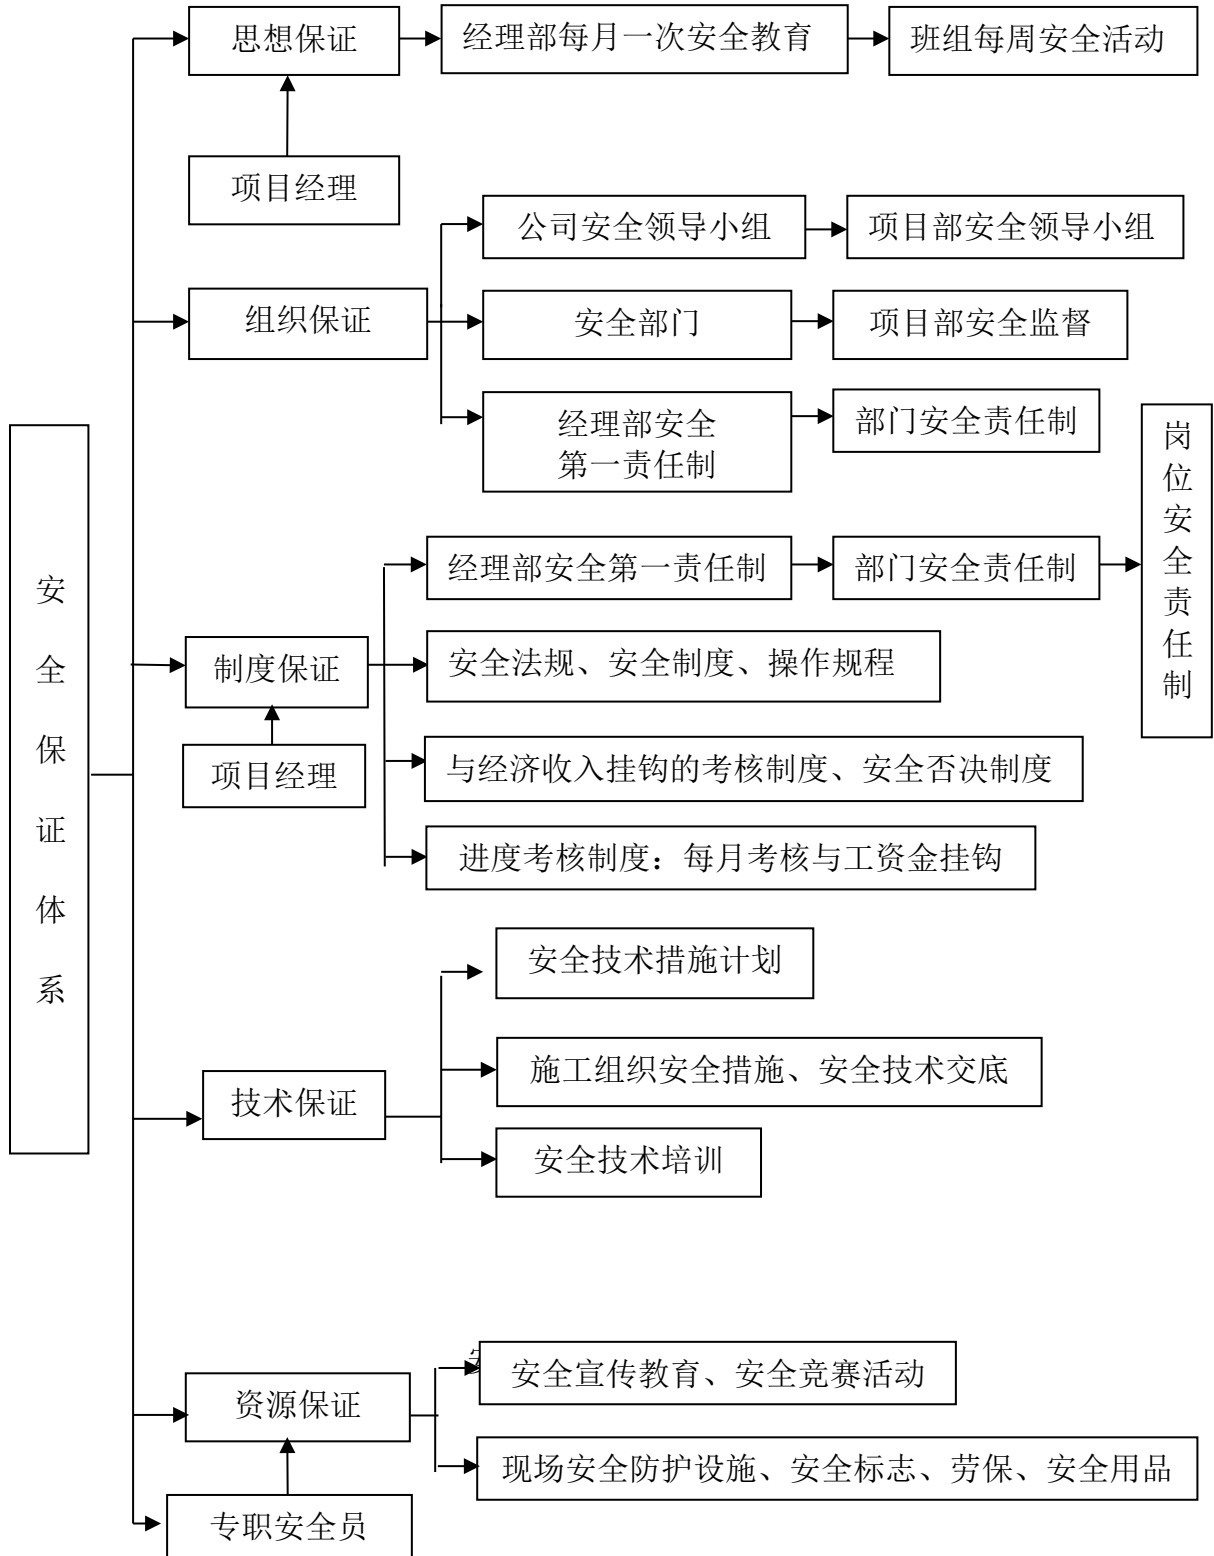 思想保证
经理部每月一次安全教育
班组每周安全活动
项目经理
公司安全领导小组
项目部安全领导小组
组织保证
安全部门
项目部安全监督
经理部安全
第一责任制
部门安全责任制
岗位安全责任制
安全保证体系
经理部安全第一责任制
部门安全责任制
制度保证
安全法规、安全制度、操作规程
项目经理
与经济收入挂钩的考核制度、安全否决制度
进度考核制度：每月考核与工资金挂钩
安全技术措施计划
技术保证
施工组织安全措施、安全技术交底
安全技术培训
安全宣传教育、安全竞赛活动
资源保证
现场安全防护设施、安全标志、劳保、安全用品
专职安全员